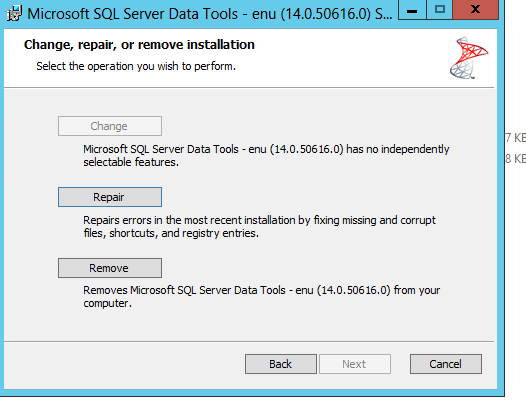 Microsoft SQL Server Data Tools - enu (14.0.50616.0) S...
Change, repair, or remove installation
Select the operation you wish to perform.
Change
Microsoft SQL Server Data Tools - enu (14.0.50616.0) has no independently
selectable features.
7 KB
8 KB
Repair
Repairs errors in the most recent installation by fixing missing and corrupt
files, shortcuts, and registry entries.
Remove
Removes Microsoft SQL Server Data Tools - enu (14.0.50616.0) from your
computer.
Back Next Cancel